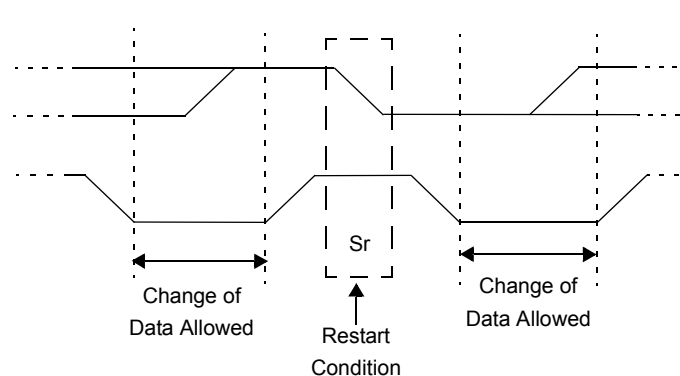 Sr
Change of
Data Allowed
Restart
Condition
Change of
Data Allowed